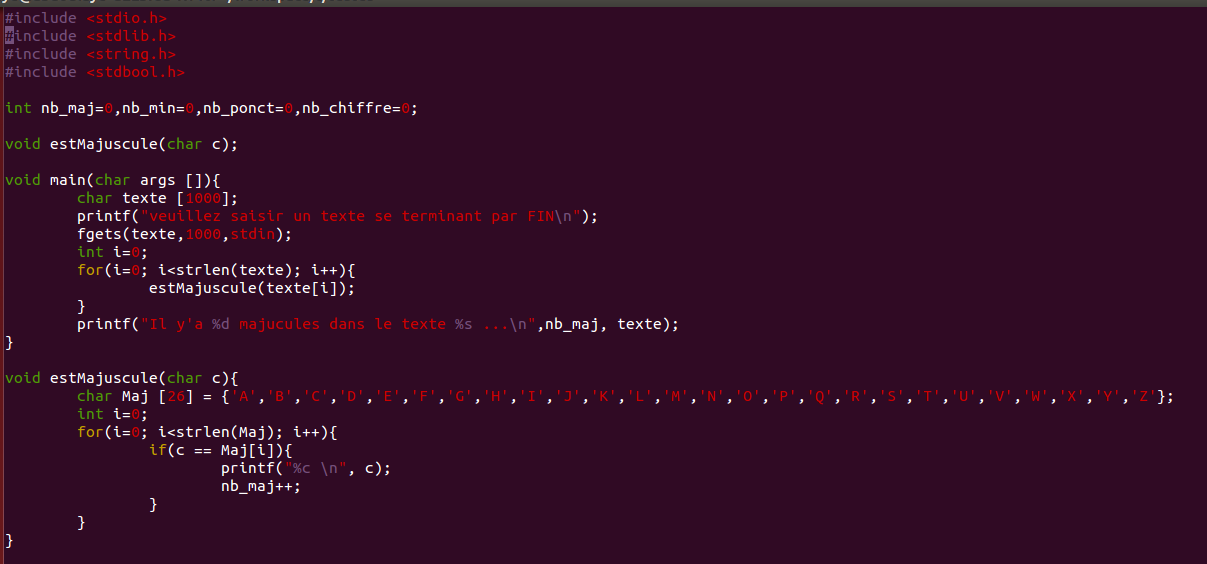 #include <stdio.h>
#include <stdlib.h>
#include <string.h>
#include <stdbool.h>

int nb_maj=0,nb_min=0,nb_ponct=0,nb_chiffre=0;

void estMajuscule(char c);

void main(char args []){
        char texte [1000];
        printf("veuillez saisir un texte se terminant par FIN\n");
        fgets(texte,1000,stdin);
        int i=0;
        for(i=0; i<strlen(texte); i++){
                estMajuscule(texte[i]);
        }
        printf("Il y'a %d majucules dans le texte %s ...\n",nb_maj, texte);
}

void estMajuscule(char c){
        char Maj [26] = {'A','B','C','D','E','F','G','H','I','J','K','L','M','N','O','P','Q','R','S','T','U','V','W','X','Y','Z'};
        int i=0;
        for(i=0; i<strlen(Maj); i++){
                if(c == Maj[i]){
                        printf("%c \n", c);
                        nb_maj++;
                }
        }
}